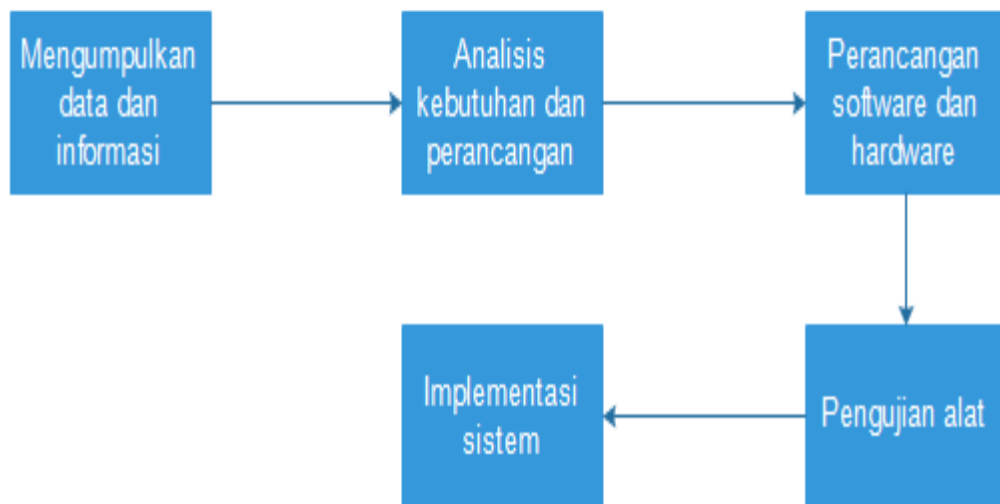 Mengumpulkan
data dan
informasi
Analisis
kebutuhan dan
perancangan
Perancangan
software dan
hardware
Pengujian alat
Implementasi
sistem